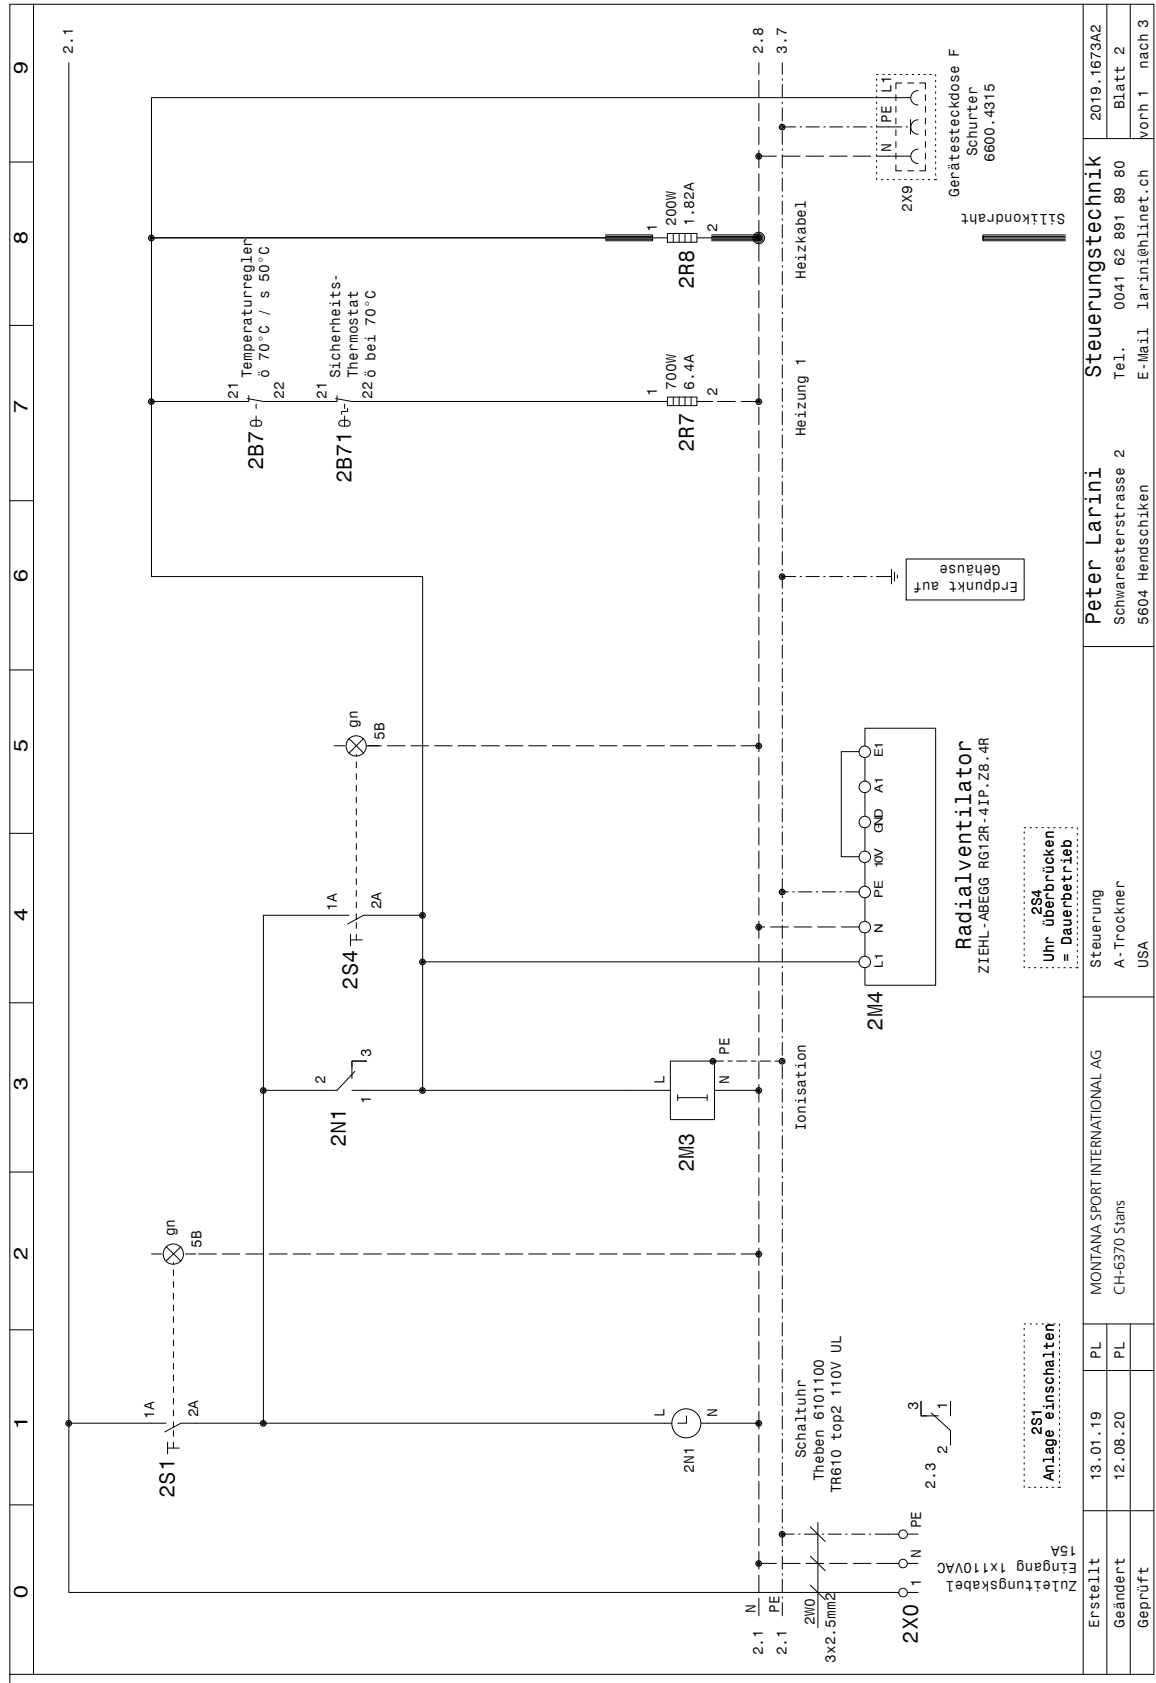 0
1
2
3
4
5
6
7
8
9
2.1
1A
2A
2S1
gn
5B
2
1
3
2N1
1A
2A
2S4
gn
5B
21
22
2B7
Temperaturregler
ö 70°C / s 50°C
21
22
2B71
Sicherheits-
Thermostat
ö bei 70°C
L
N
2N1
L
N
PE
2M3
1
2
2R7
700W
6.4A
1
2
2R8
200W
1.82A
2.1
N
2.1
PE
2.8
3.7
2W0
3x2.5mm2
Schaltuhr
Theben 6101100
TR610 top2 110V UL
Ionisation
Heizung 1
Heizkabel
2X0
1
N
PE
Zuleitungskabel
Eingang 1x110VAC
15A
2.3
2
3
1
2M4
L1
N
PE
10V
GND
A1
E1
Radialventilator
ZIEHL-ABEGG RG12R-4IP.Z8.4R
Erdpunkt auf
Gehäuse
2X9
N
PE
L1
Gerätesteckdose F
Schurter
6600.4315
Silikondraht
2S1
Anlage einschalten
2S4
Uhr überbrücken
= Dauerbetrieb
Erstellt
13.01.19
PL
Geändert
12.08.20
PL
Geprüft
MONTANA SPORT INTERNATIONAL AG
CH-6370 Stans
Steuerung
A-Trockner
USA
Peter Larini
Schwaresterstrasse 2
5604 Hendschiken
Steuerungstechnik
Tel. 0041 62 891 89 80
E-Mail larini@hlinet.ch
2019.1673A2
Blatt 2
vorh 1 nach 3